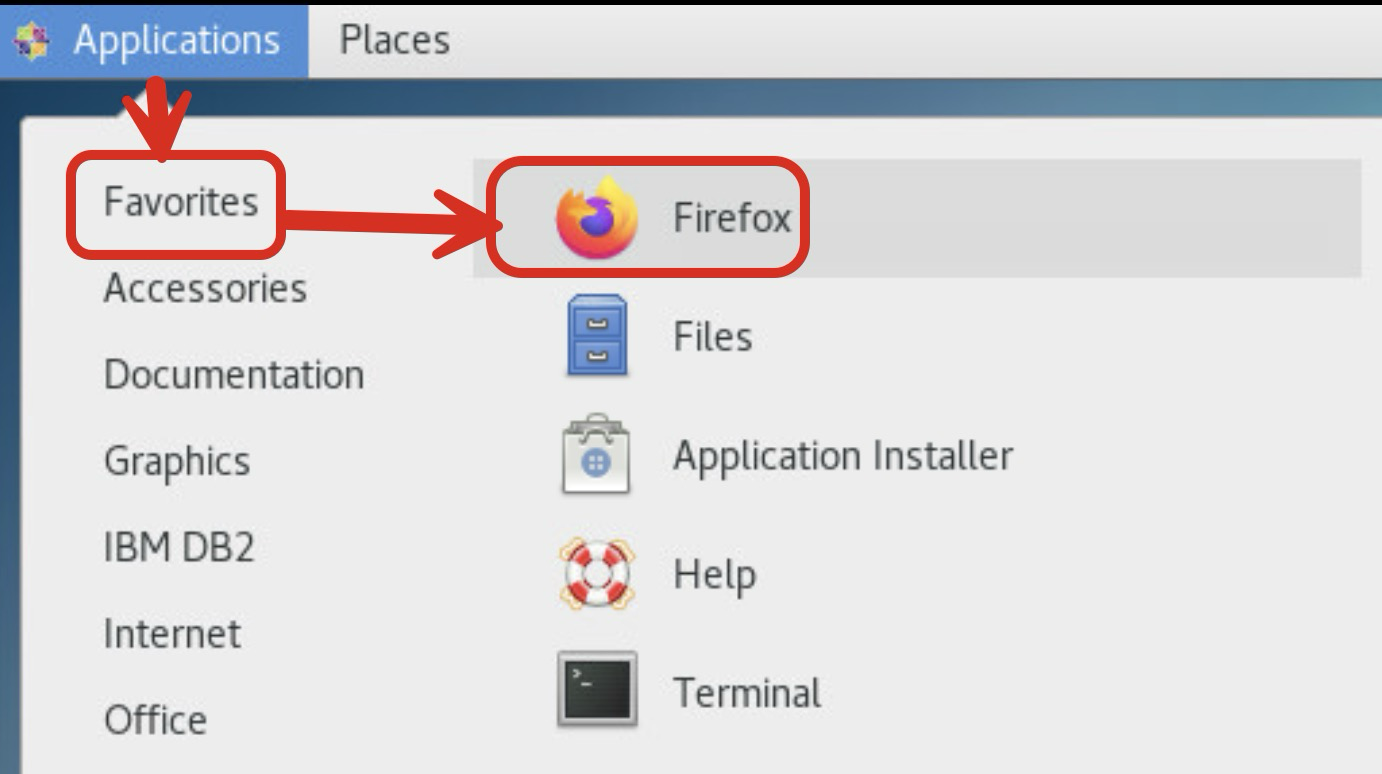 Applications Places
Favorites
Firefox
Accessories
Files
Documentation
Application Installer
Graphics
IBM DB2
Help
Internet
Terminal
Office